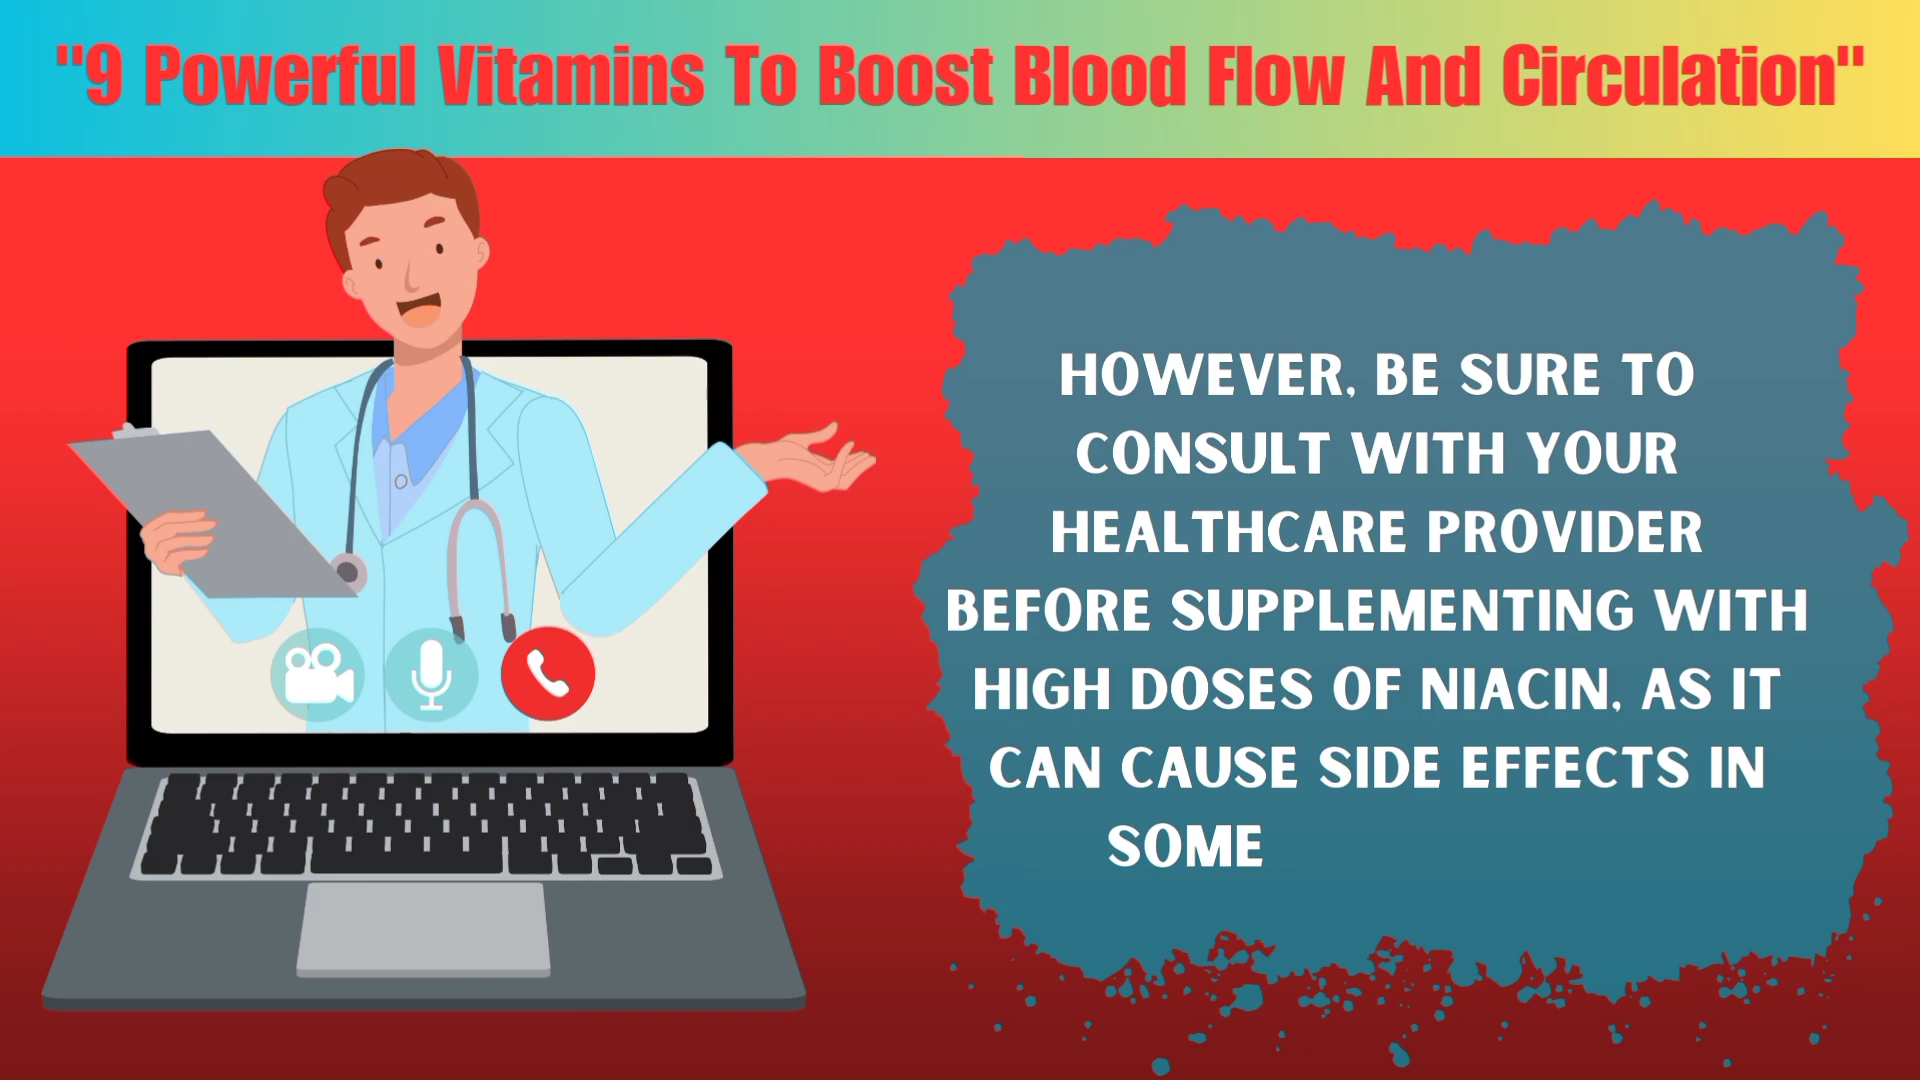 "9 Powerful Vitamins To Boost Blood Flow And Circulation"
HOWEVER, BE SURE TO
CONSULT WITH YOUR
HEALTHCARE PROVIDER
BEFORE SUPPLEMENTING WITH
HIGH DOSES OF NIACIN, AS IT
CAN CAUSE SIDE EFFECTS IN
SOME